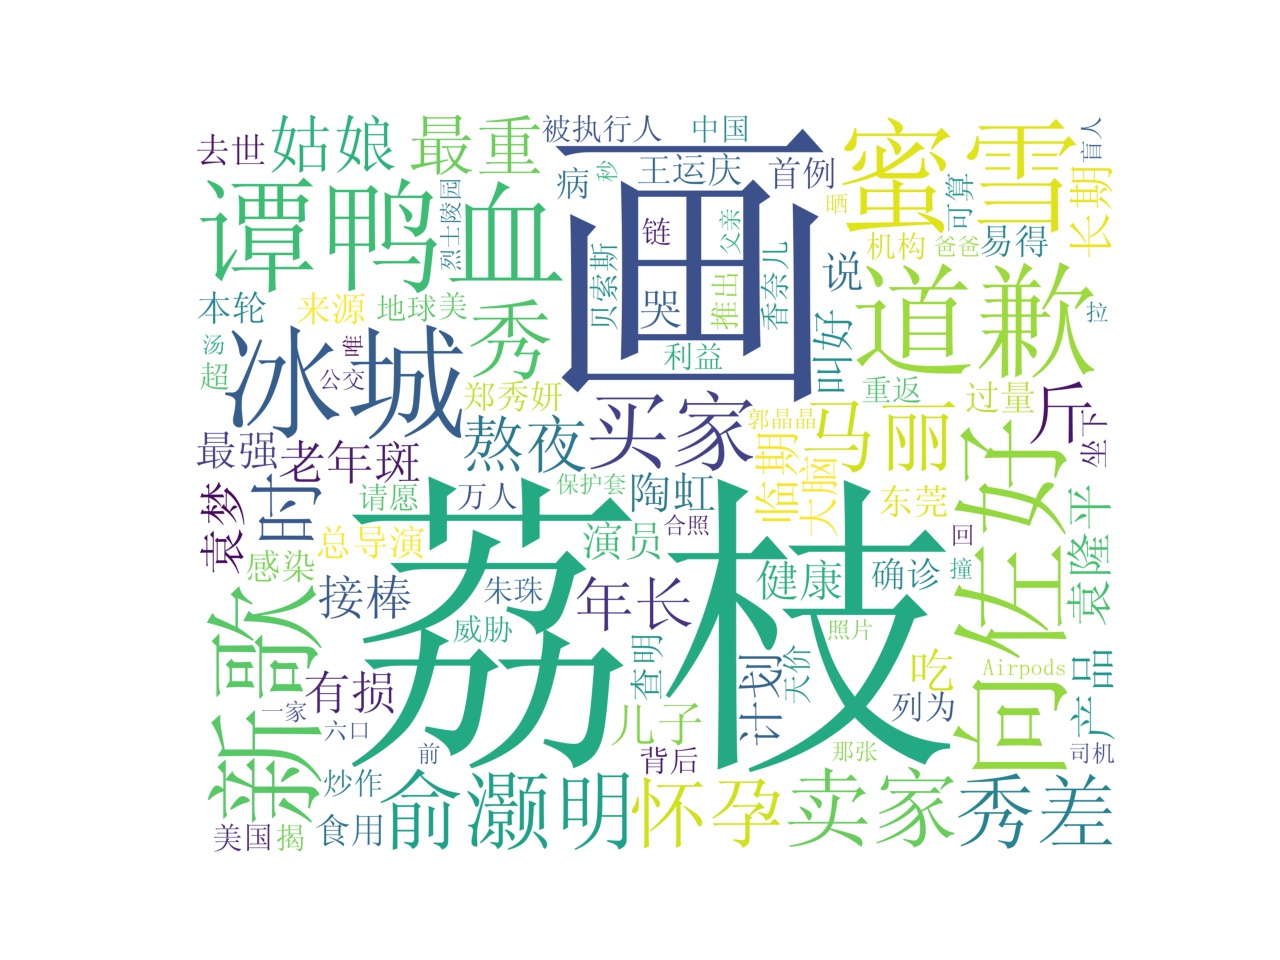 去世
姑娘
最重
被执行人
中国
蜜雪
盲人
谭鸭血
烈士陵园
病
秒
王运庆
首例
画
晒
可算
长期
链
父亲
机构
爸爸
易得
说
本轮
来源
地球美
贝索斯
哭
推出
香奈儿
道歉
拉
汤
唯
超
公交
冰城
秀
利益
叫好
郑秀妍
重返
过量
斤
坐下
最强
老年斑
熬夜
买家
郭晶晶
临期
大脑
马丽
向佐好
袁梦
时
请愿
万人
保护套
陶虹
东莞
袁隆平
总导演
感染
演员
合照
回
撞
荔枝
接棒
朱珠
年长
健康
确诊
威胁
照片
新歌
有损
查明
计划
天价
吃
Airpods
产品
一家
六口
儿子
列为
前
背后
那张
司机
炒作
食用
俞灏明
怀孕
卖家
秀差
美国
揭